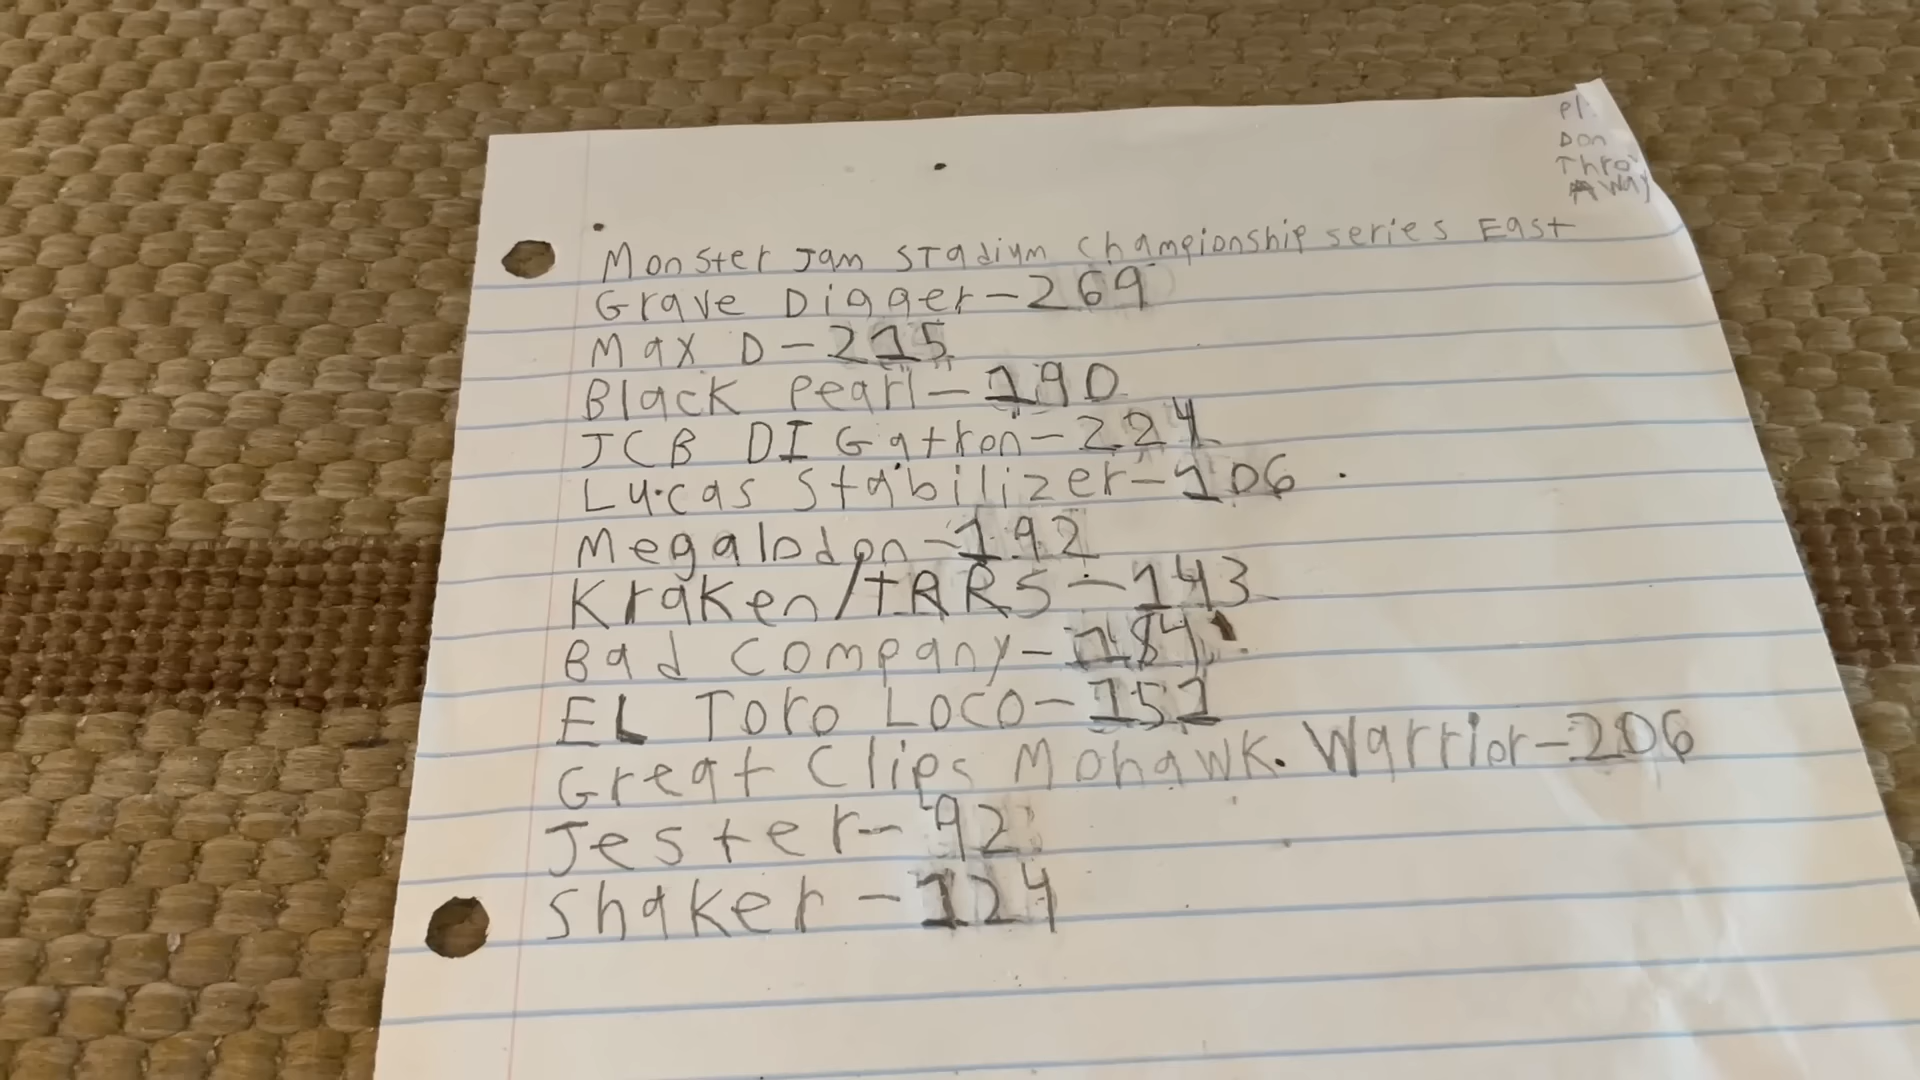 Pl
Don
Thro
Away
Monster Jam Stadium Championship series East
Grave Digger-269
Max D-215
Black Pearl-190
JCB DIGatron-224
Lucas Stabilizer-106
Megalodon-192
Kraken/TRRS-143
Bad Company-184
EL Toro Loco-151
Great Clips Mohawk Warrior-206
Jester-92
Shaker-124